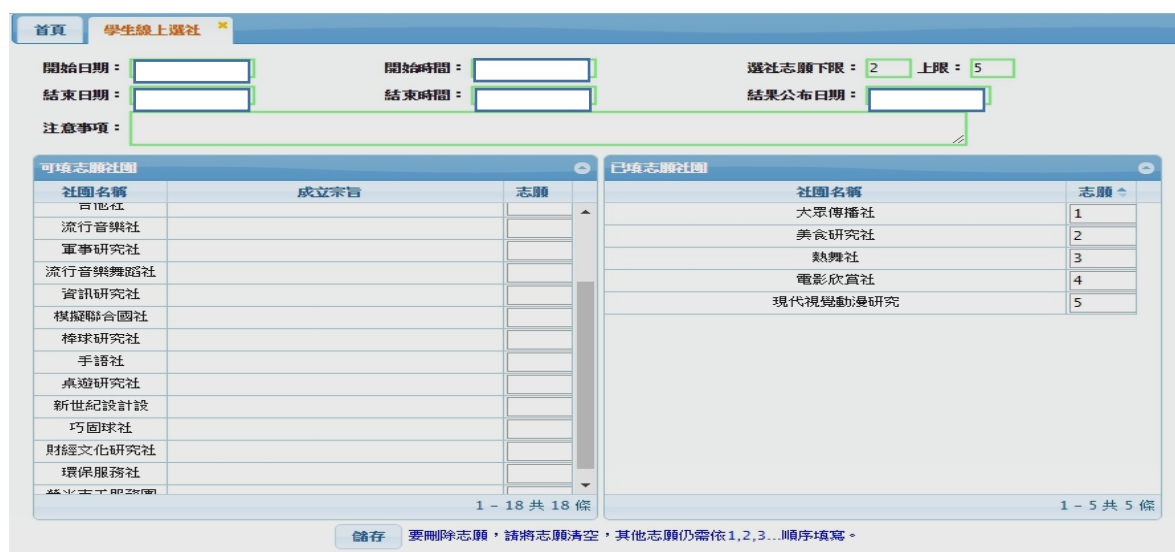 首頁 學生線上選社
開始日期： 開始時間： 選社志願下限： 2 上限： 5
結束日期： 結束時間： 結果公布日期：
注意事項：
可填志願社團 已填志願社團
社團名稱 成立宗旨 志願 社團名稱 志願
吉他社 大眾傳播社 1
流行音樂社 美食研究社 2
軍事研究社 熱舞社 3
流行音樂舞蹈社 電影欣賞社 4
資訊研究社 現代視覺動漫研究 5
模擬聯合國社
棒球研究社
手語社
桌遊研究社
新世紀設計設
巧固球社
財經文化研究社
環保服務社
1 - 18 共 18 條 1 - 5 共 5 條
儲存 要刪除志願，請將志願清空，其他志願仍需依1,2,3...順序填寫。